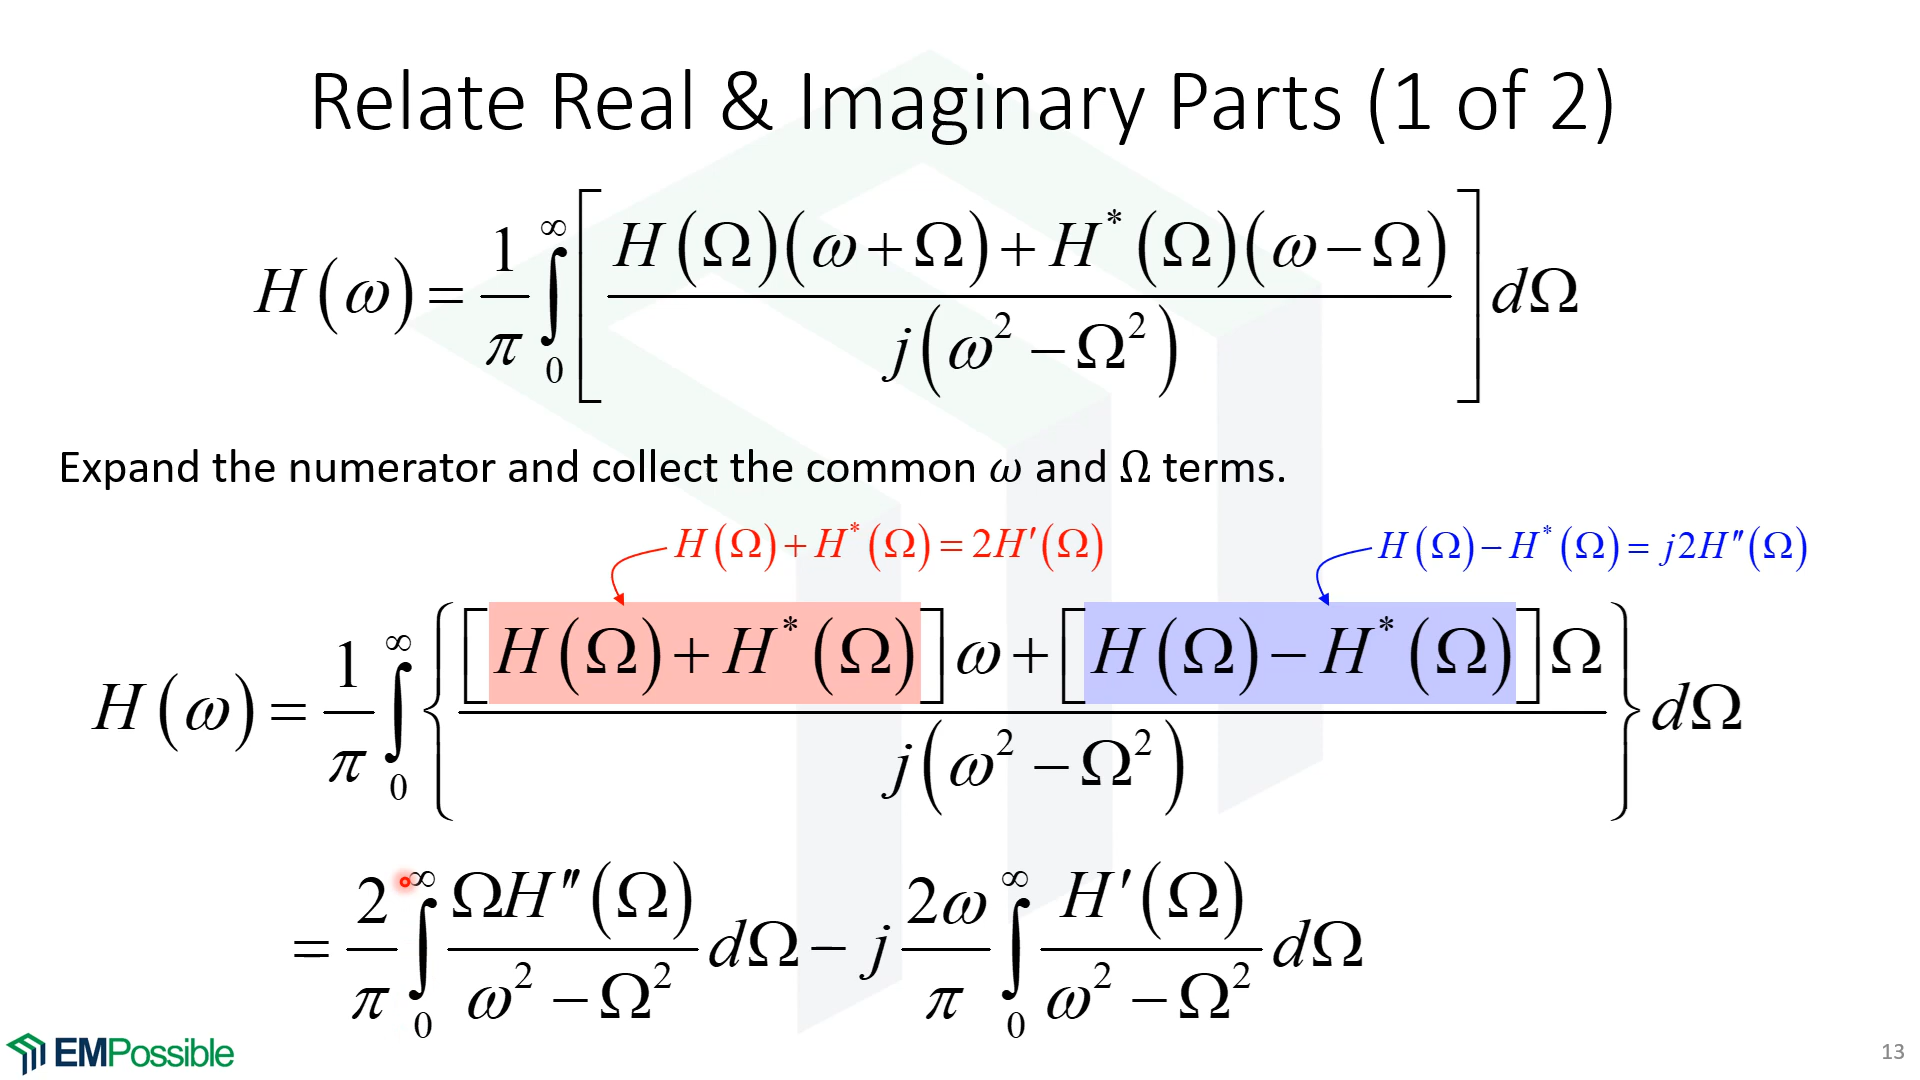 Relate Real & Imaginary Parts (1 of 2)
H(ω) = 1/π ∫₀^∞ [ (H(Ω)(ω+Ω)+H*(Ω)(ω−Ω)) / (j(ω²−Ω²)) ] dΩ
Expand the numerator and collect the common ω and Ω terms.
H(Ω)+H*(Ω)=2H′(Ω)
H(Ω)−H*(Ω)=j2H″(Ω)
H(ω) = 1/π ∫₀^∞ { ([H(Ω)+H*(Ω)]ω+[H(Ω)−H*(Ω)]Ω) / (j(ω²−Ω²)) } dΩ
= 2/π ∫₀^∞ ΩH″(Ω)/(ω²−Ω²) dΩ − j 2ω/π ∫₀^∞ H′(Ω)/(ω²−Ω²) dΩ
EMPossible
13